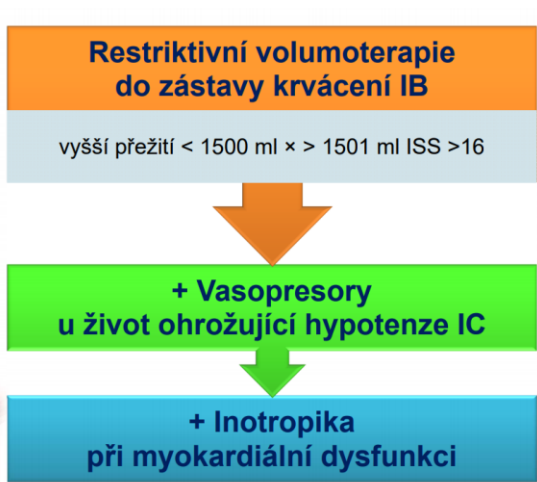 Restriktivní volumoterapie
do zástavy krvácení IB
vyšší přežití < 1500 ml × > 1501 ml ISS >16
+ Vasopresory
u život ohrožující hypotenze IC
+ Inotropika
při myokardiální dysfunkci